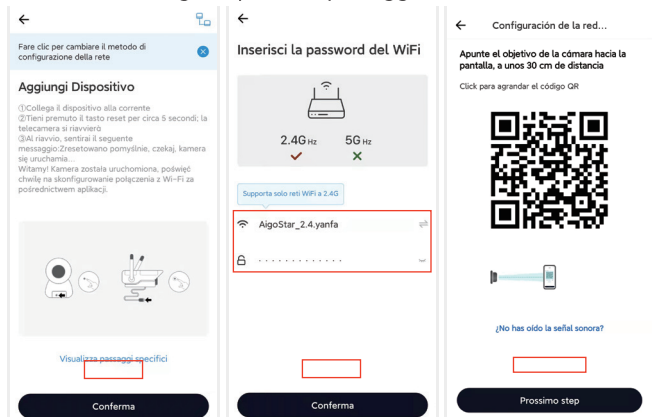 Fare clic per cambiare il metodo di
configurazione della rete
Aggiungi Dispositivo
①Collega il dispositivo alla corrente
②Tieni premuto il tasto reset per circa 5 secondi; la
telecamera si riavvierò
③Al riavvio, sentirai il seguente
messaggio:Zresetowano pomyślnie, czekaj, kamera
się uruchamia...
Witamy! Kamera została uruchomiona, poświęć
chwilę na skonfigurowanie połączenia z Wi-Fi za
pośrednictwem aplikacji.
Visualizza passaggi specifici
Conferma
Inserisci la password del WiFi
2.4G Hz 5G Hz
Supporta solo reti WiFi a 2.4G
AigoStar_2.4.yanfa
Conferma
Configuración de la red...
Apunte el objetivo de la cámara hacia la
pantalla, a unos 30 cm de distancia
Click para agrandar el código QR
¿No has oído la señal sonora?
Prossimo step